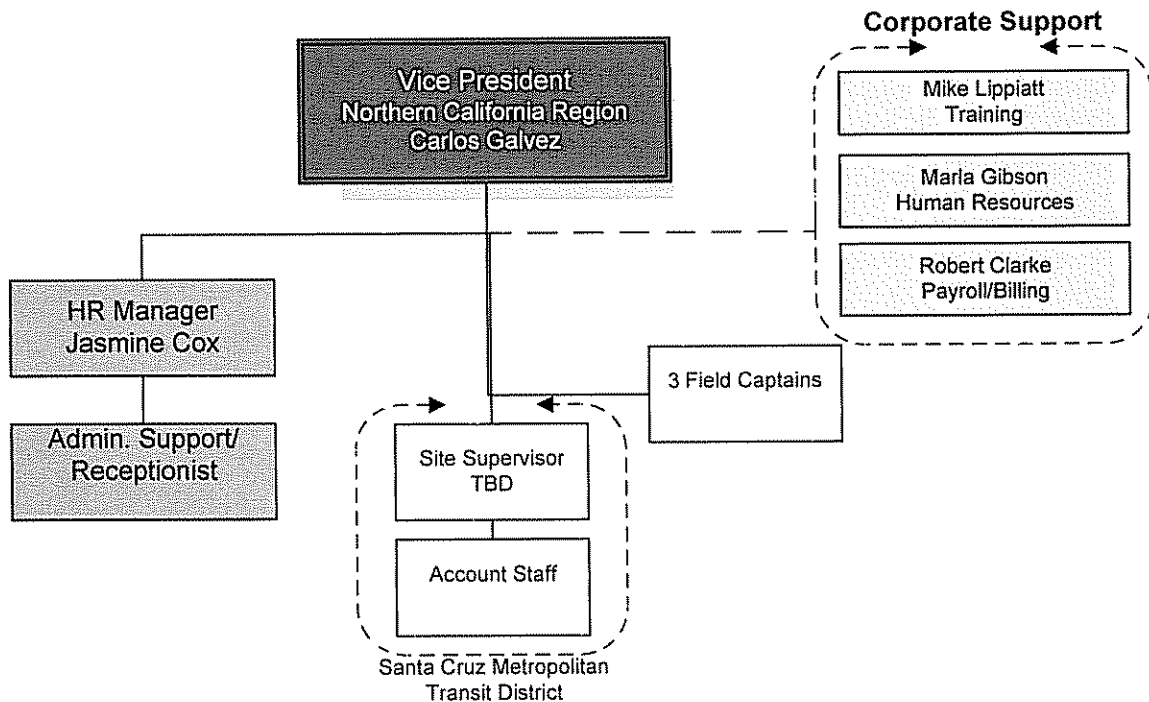 Corporate Support
Vice President
Northern California Region
Carlos Galvez
Mike Lippiatt
Training
Marla Gibson
Human Resources
Robert Clarke
Payroll/Billing
HR Manager
Jasmine Cox
3 Field Captains
Admin. Support/
Receptionist
Site Supervisor
TBD
Account Staff
Santa Cruz Metropolitan
Transit District